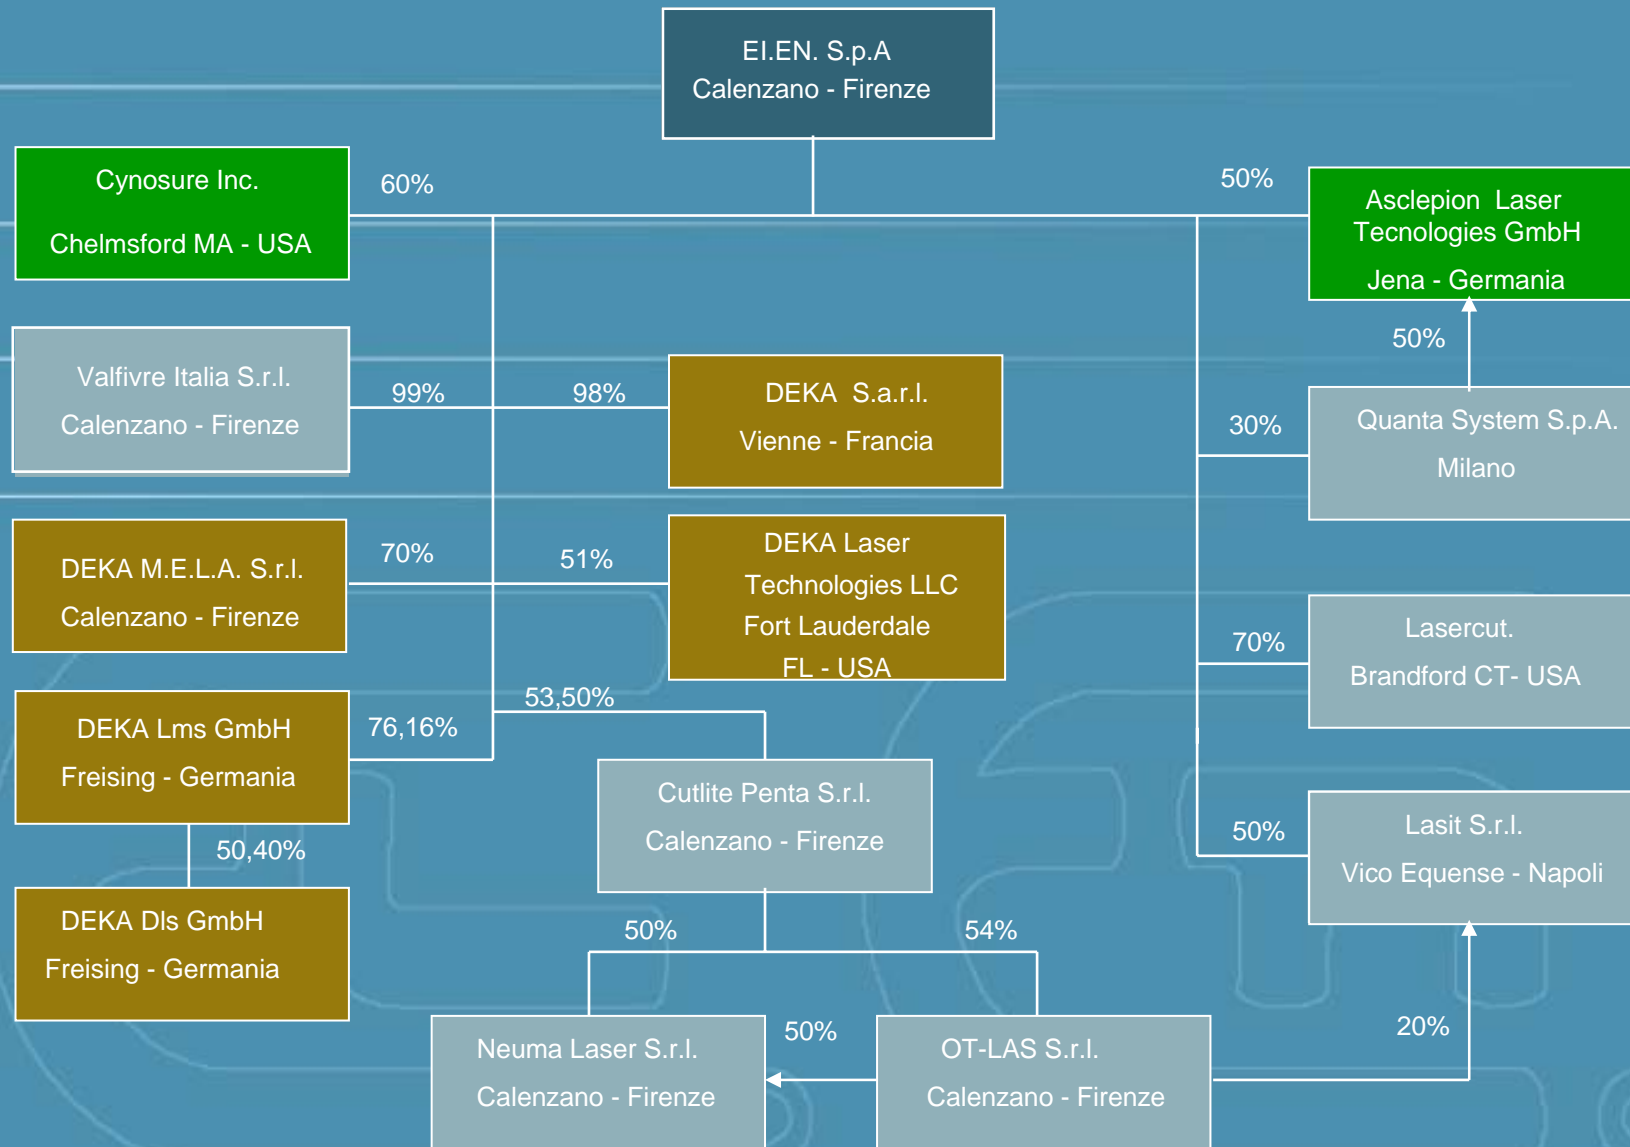 EI.EN. S.p.A
Calenzano - Firenze
Cynosure Inc.
Chelmsford MA - USA
60%
50%
Asclepion Laser
Tecnologies GmbH
Jena - Germania
50%
Valfivre Italia S.r.l.
Calenzano - Firenze
99%
98%
DEKA S.a.r.l.
Vienne - Francia
30%
Quanta System S.p.A.
Milano
DEKA M.E.L.A. S.r.l.
Calenzano - Firenze
70%
51%
DEKA Laser
Technologies LLC
Fort Lauderdale
FL - USA
70%
Lasercut.
Brandford CT- USA
DEKA Lms GmbH
Freising - Germania
76,16%
53,50%
Cutlite Penta S.r.l.
Calenzano - Firenze
50%
Lasit S.r.l.
Vico Equense - Napoli
50,40%
DEKA Dls GmbH
Freising - Germania
50%
54%
Neuma Laser S.r.l.
Calenzano - Firenze
50%
OT-LAS S.r.l.
Calenzano - Firenze
20%